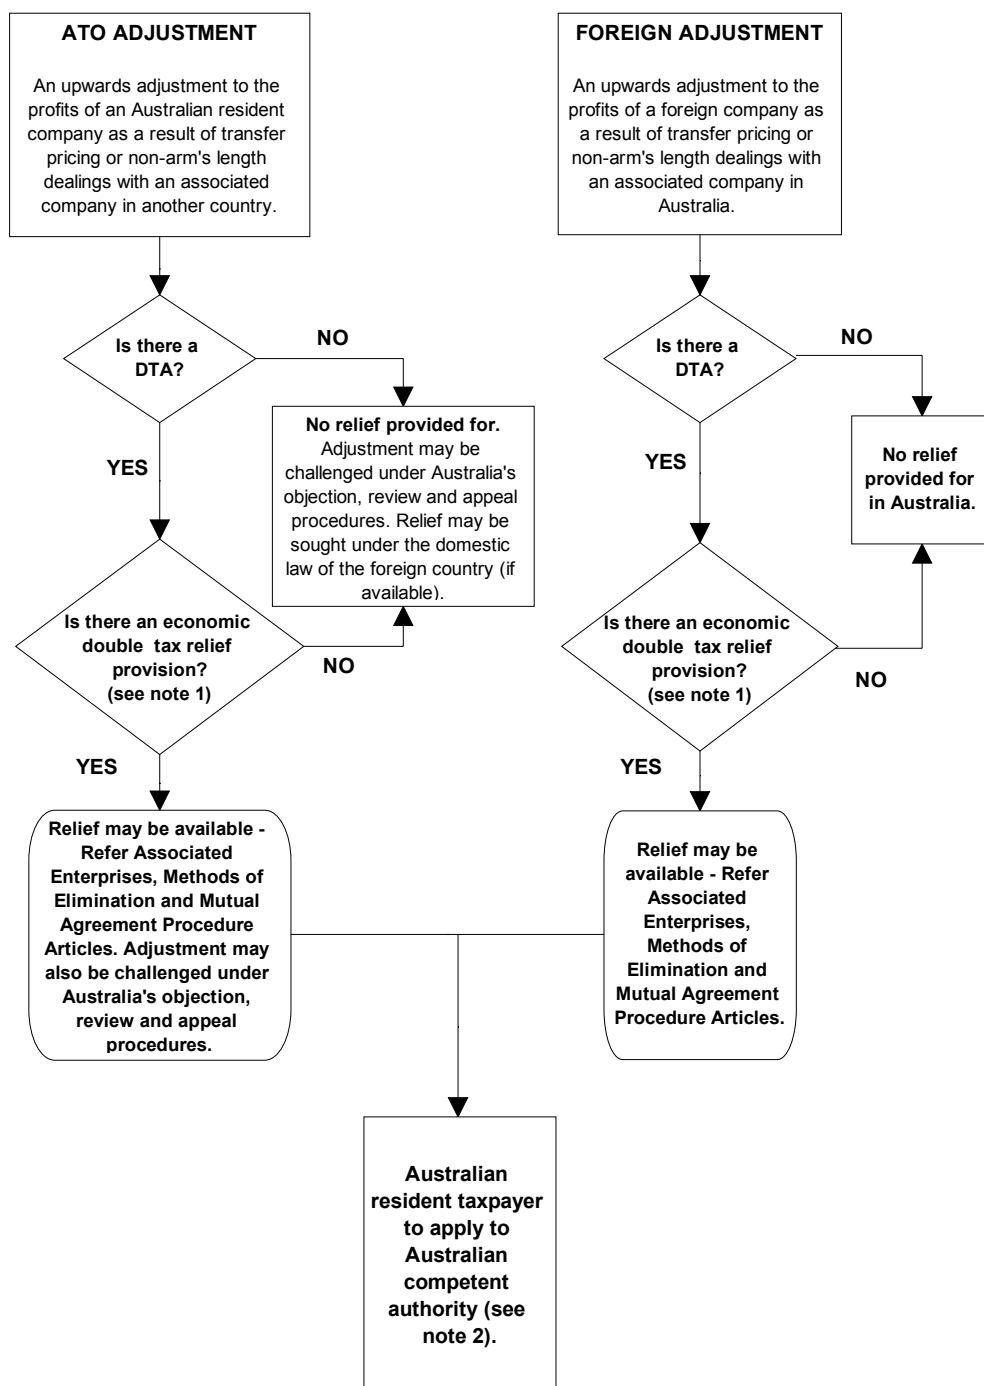 ATO ADJUSTMENT
An upwards adjustment to the
profits of an Australian resident
company as a result of transfer
pricing or non-arm's length
dealings with an associated
company in another country.
FOREIGN ADJUSTMENT
An upwards adjustment to the
profits of a foreign company as
a result of transfer pricing or
non-arm's length dealings with
an associated company in
Australia.
Is there a
DTA?
NO
YES
No relief provided for.
Adjustment may be
challenged under Australia's
objection, review and appeal
procedures. Relief may be
sought under the domestic
law of the foreign country (if
available).
Is there an economic
double tax relief
provision?
(see note 1)
NO
YES
Relief may be available -
Refer Associated
Enterprises, Methods of
Elimination and Mutual
Agreement Procedure
Articles. Adjustment may
also be challenged under
Australia's objection,
review and appeal
procedures.
Is there a
DTA?
NO
YES
No relief
provided for
in Australia.
Is there an economic
double tax relief
provision?
(see note 1)
NO
YES
Relief may be
available - Refer
Associated
Enterprises,
Methods of
Elimination and
Mutual Agreement
Procedure Articles.
Australian
resident taxpayer
to apply to
Australian
competent
authority (see
note 2).